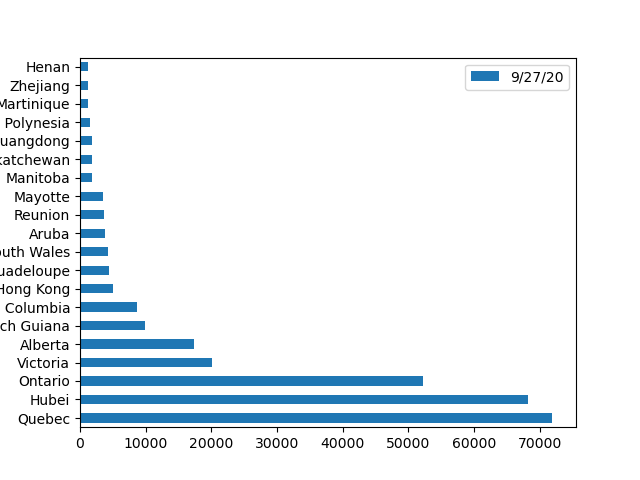 9/27/20
Henan
Zhejiang
Martinique
Polynesia
uangdong
katchewan
Manitoba
Mayotte
Reunion
Aruba
outh Wales
uadeloupe
Hong Kong
Columbia
ch Guiana
Alberta
Victoria
Ontario
Hubei
Quebec
0 10000 20000 30000 40000 50000 60000 70000